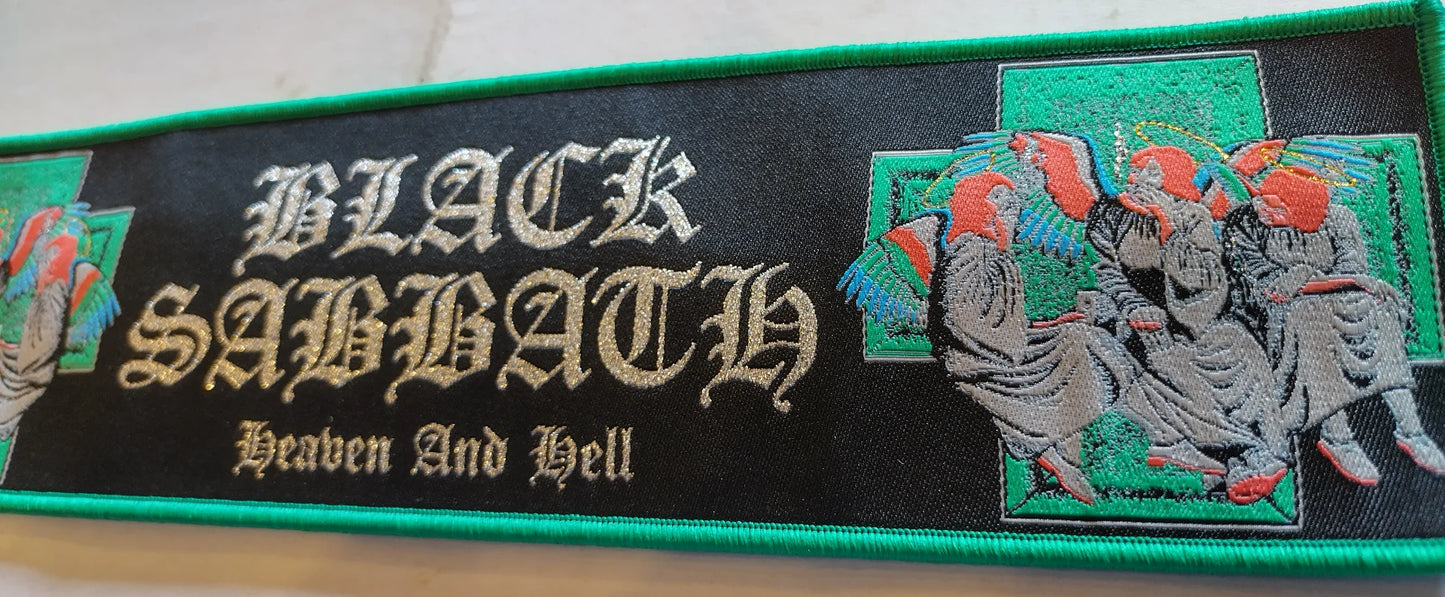 BLACK
SABBATH
Heaven And Hell